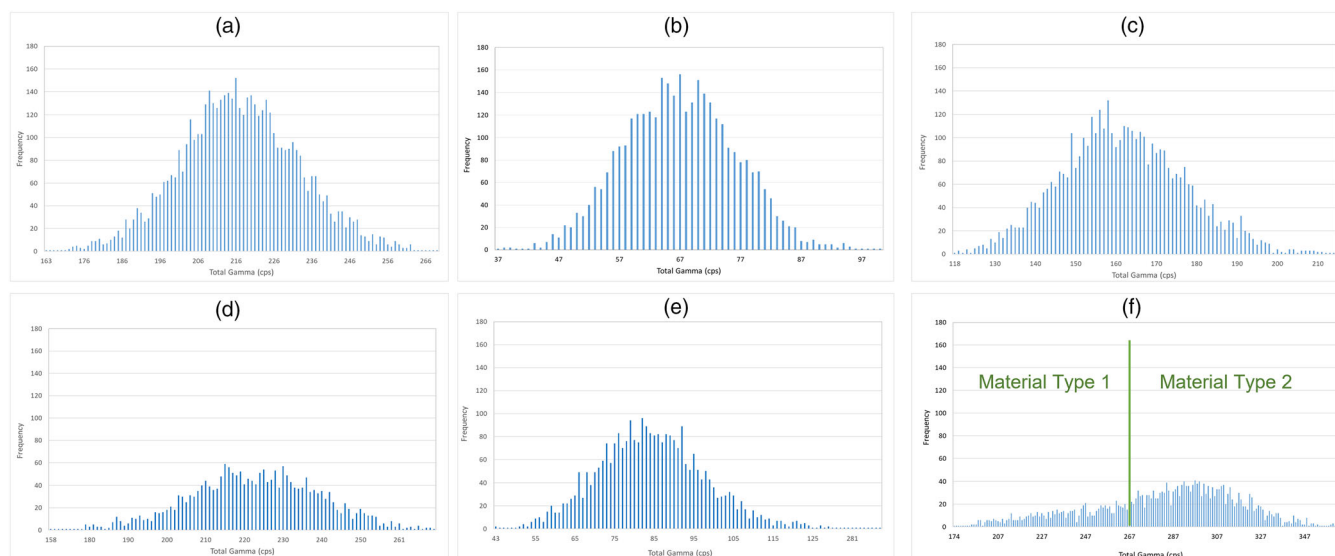 (a)
180
160
140
120
100
80
60
40
20
0
Frequency
163 176 186 196 206 216 226 236 246 256 266
Total Gamma (cps)
(b)
180
160
140
120
100
80
60
40
20
0
Frequency
37 47 57 67 77 87 97
Total Gamma (cps)
(c)
180
160
140
120
100
80
60
40
20
0
Frequency
118 130 140 150 160 170 180 190 200 210
Total Gamma (cps)
(d)
180
160
140
120
100
80
60
40
20
0
Frequency
158 180 190 200 210 220 230 240 251 261
Total Gamma (cps)
(e)
180
160
140
120
100
80
60
40
20
0
Frequency
43 55 65 75 85 95 105 115 125 281
Total Gamma (cps)
(f)
180
160
140
120
100
80
60
40
20
0
Frequency
Material Type 1 Material Type 2
174 207 227 247 267 287 307 327 347
Total Gamma (cps)